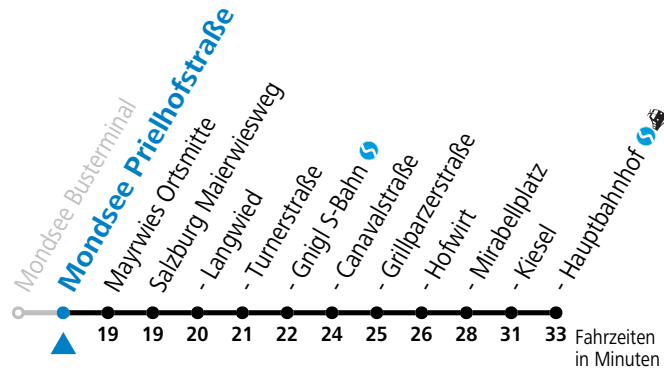 Mondsee Busterminal
Mondsee Prielhofstraße
Mayrwies Ortsmitte
Salzburg Maierwiesweg
- Langwied
- Turnerstraße
- Gnigl S-Bahn
- Canavalstraße
- Grillparzerstraße
- Hofwirt
- Mirabellplatz
- Kiesel
- Hauptbahnhof
19 19 20 21 22 24 25 26 28 31 33 Fahrzeiten
in Minuten